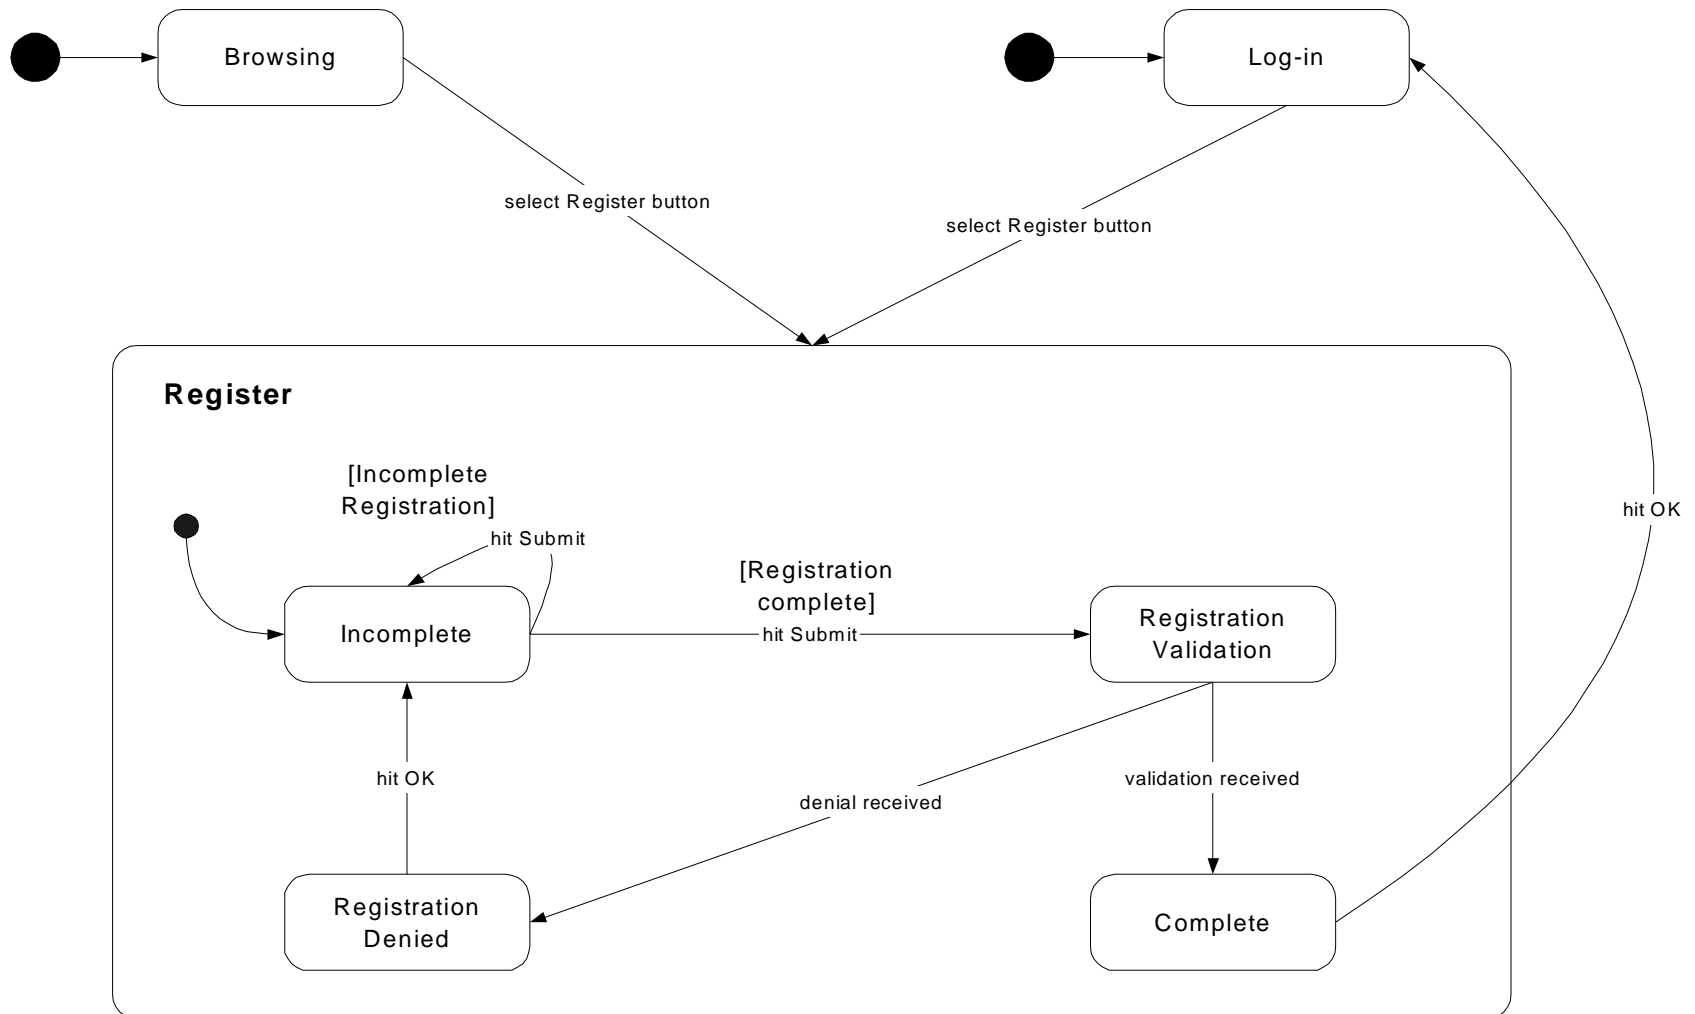 Browsing
Log-in
select Register button
select Register button
Register
[Incomplete
Registration]
hit OK
hit Submit
[Registration
complete]
hit Submit
Incomplete
Registration
Validation
hit OK
denial received
validation received
Registration
Denied
Complete